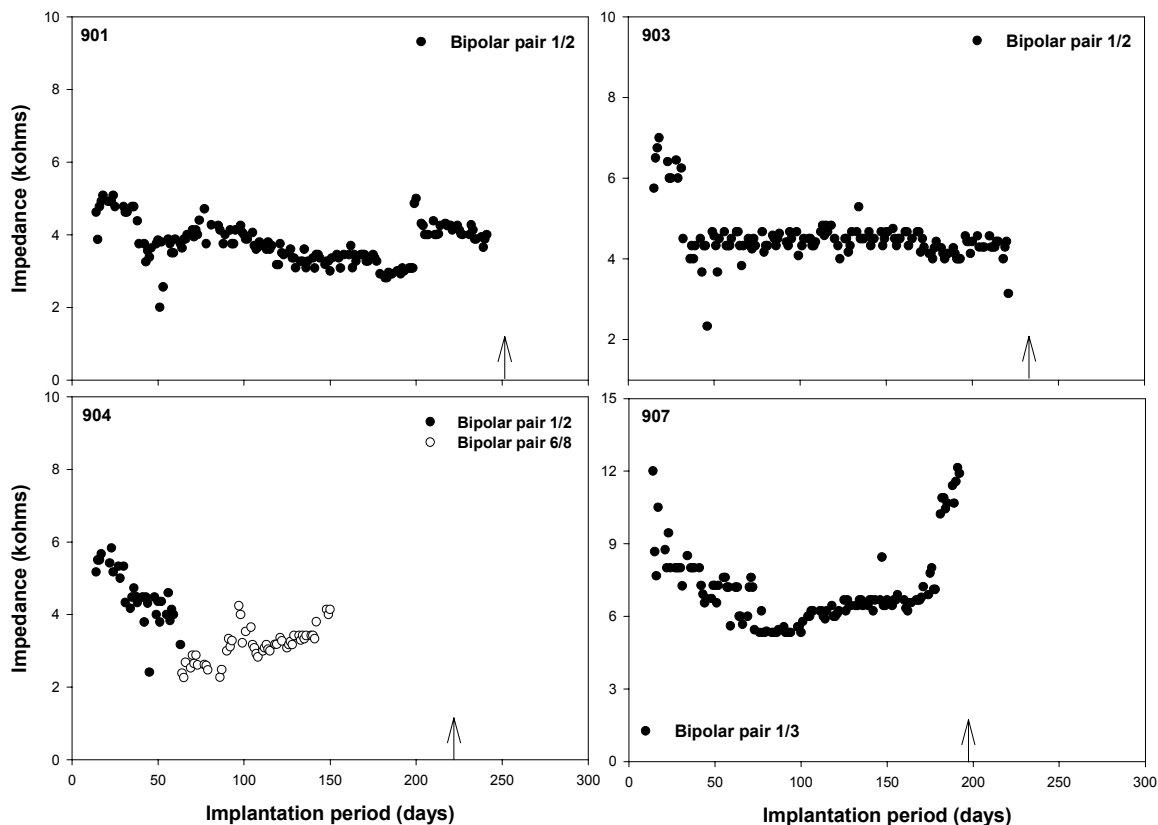 901
Bipolar pair 1/2
Impedance (kohms)
10
8
6
4
2
0
903
Bipolar pair 1/2
10
8
6
4
2
904
Bipolar pair 1/2
Bipolar pair 6/8
Impedance (kohms)
10
8
6
4
2
0
0 50 100 150 200 250 300
Implantation period (days)
907
Bipolar pair 1/3
15
12
9
6
3
0
0 50 100 150 200 250 300
Implantation period (days)